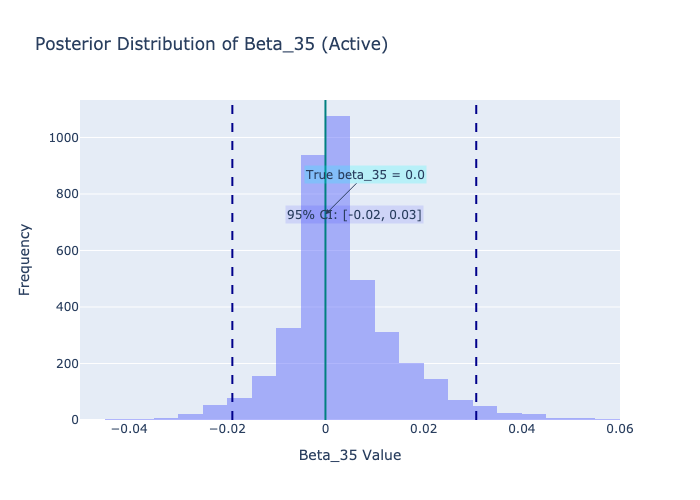 Posterior Distribution of Beta_35 (Active)
1000
800
600
400
200
0
Frequency
True beta_35 = 0.0
95% CI: [-0.02, 0.03]
−0.04
−0.02
0
0.02
0.04
0.06
Beta_35 Value